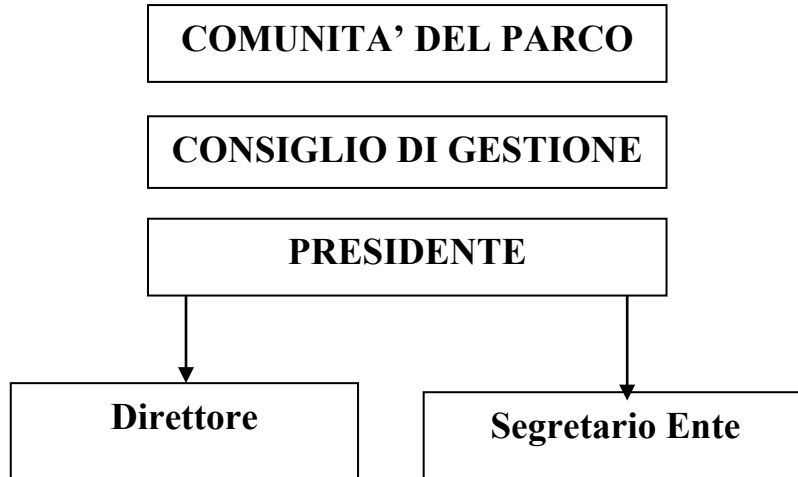 COMUNITA’ DEL PARCO
CONSIGLIO DI GESTIONE
PRESIDENTE
Direttore
Segretario Ente